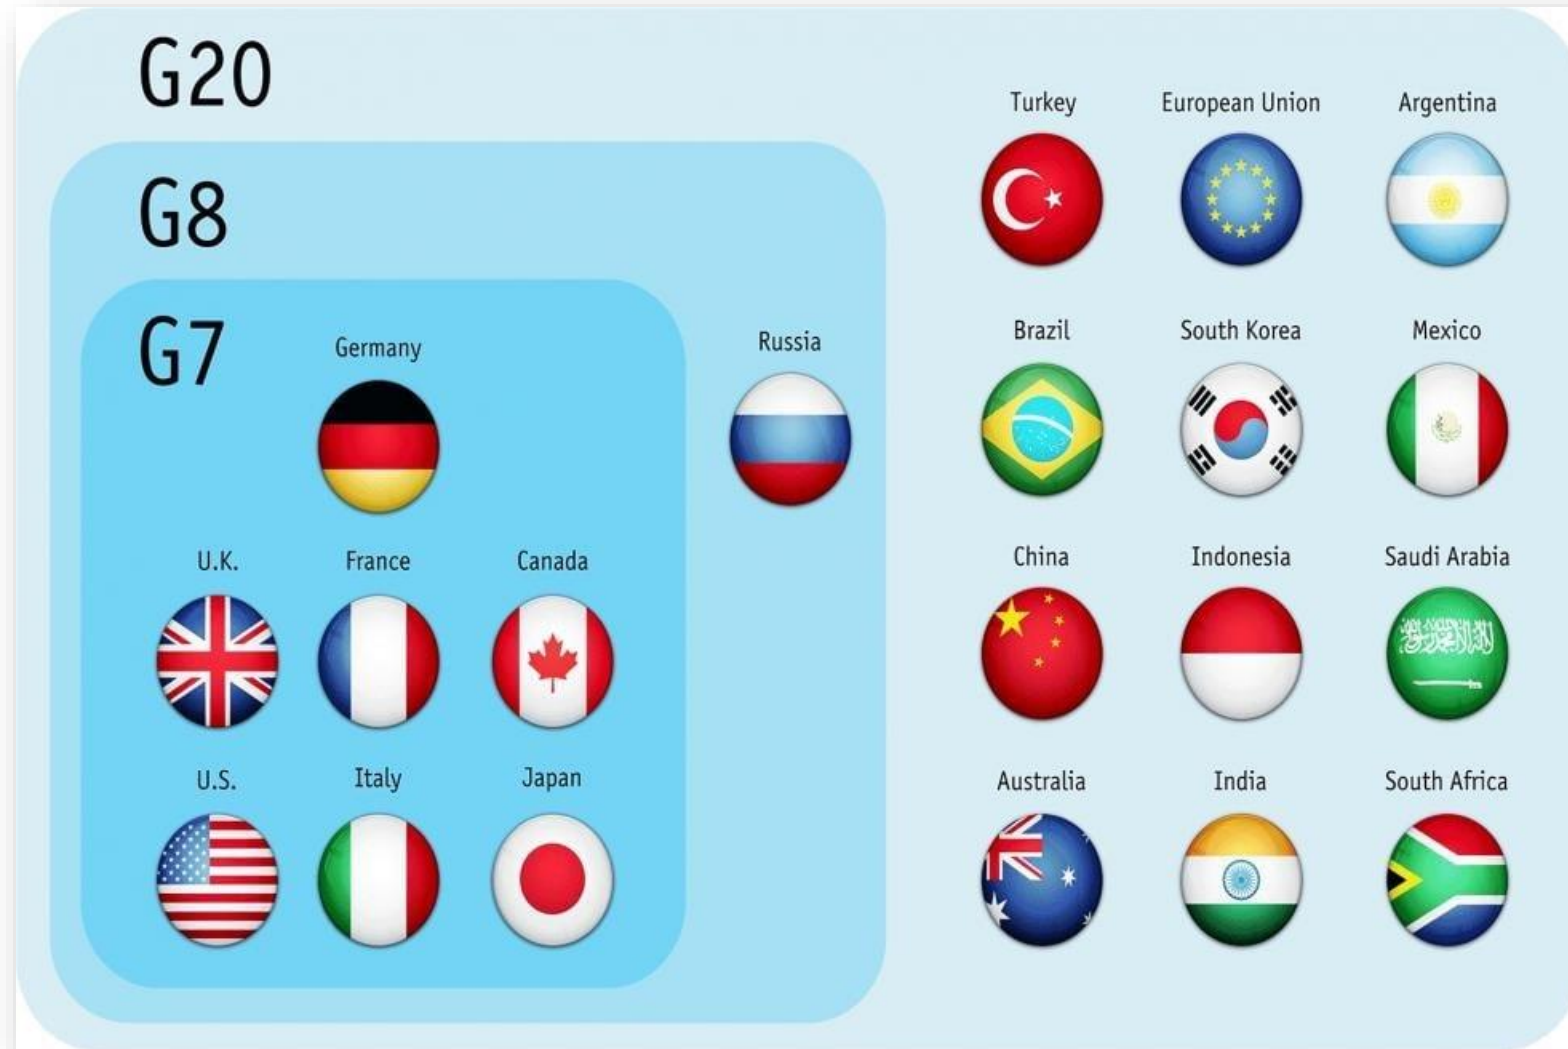 G20
Turkey
European Union
Argentina
G8
G7
Germany
Russia
Brazil
South Korea
Mexico
U.K.
France
Canada
China
Indonesia
Saudi Arabia
U.S.
Italy
Japan
Australia
India
South Africa